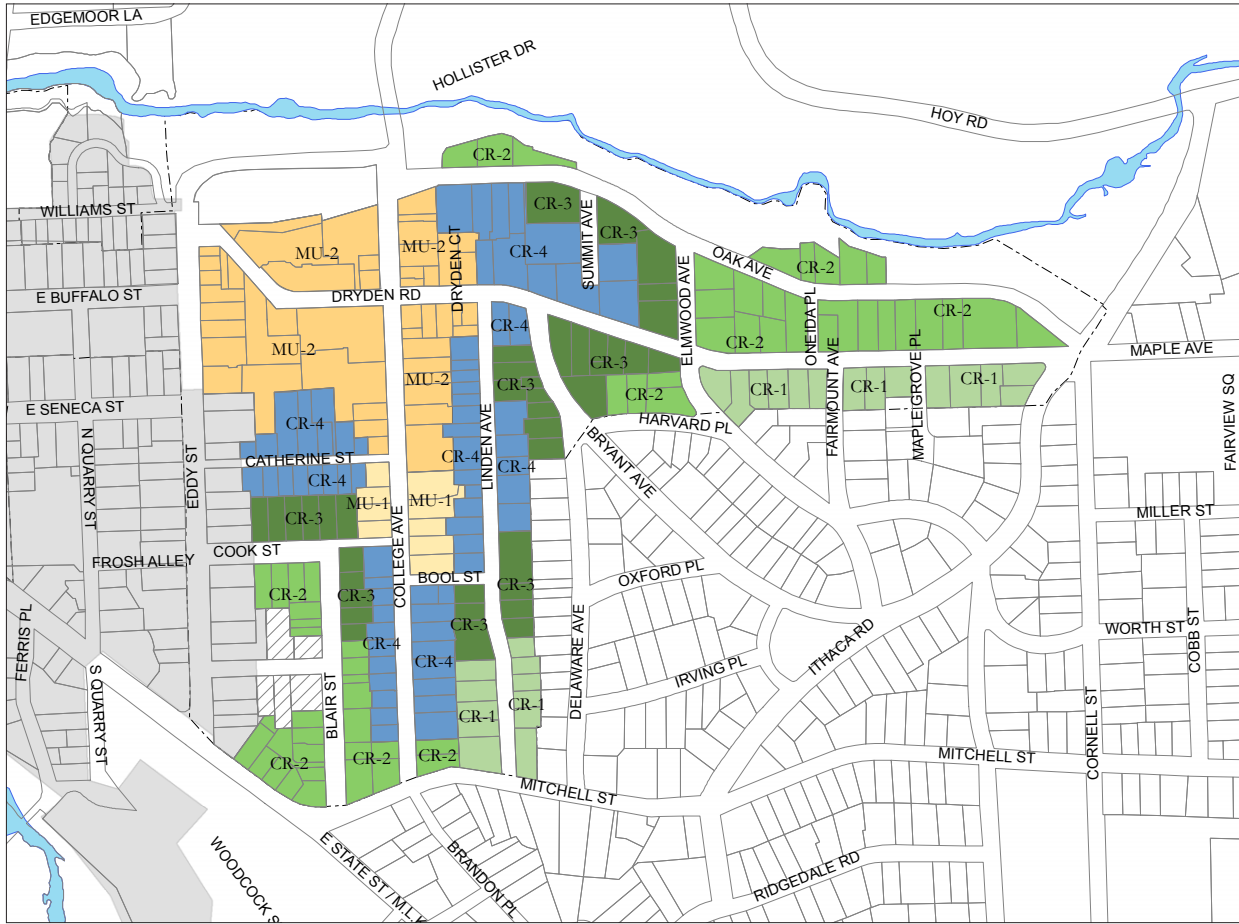 EDGEMOOR LA
HOLLISTER DR
HOY RD
CR-2
WILLIAMS ST
CR-3
CR-3
SUMMIT AVE
MU-2
MU-2
DRYDEN CT
CR-4
OAK AVE
CR-2
ELMWOOD AVE
E BUFFALO ST
DRYDEN RD
ONEIDA PL
CR-2
CR-4
CR-2
MU-2
MAPLE AVE
CR-3
MU-2
CR-3
CR-2
CR-1
CR-1
CR-1
FAIRMOUNT AVE
MAPLEGROVE PL
FAIRVIEW SQ
E SENECA ST
CR-4
LINDEN AVE
HARVARD PL
N QUARRY ST
EDDY ST
CATHERINE ST
CR-4
CR-4
BRYANT AVE
CR-4
MU-1
MU-1
CR-3
MILLER ST
COOK ST
FROSH ALLEY
COLLEGE AVE
BOOL ST
OXFORD PL
CR-2
CR-3
CR-3
CR-3
FERRIS PL
DELAWARE AVE
CR-4
CR-4
ITHACA RD
WORTH ST
COBB ST
IRVING PL
S QUARRY ST
BLAIR ST
CR-1
CR-1
CORNELL ST
CR-2
CR-2
CR-2
MITCHELL ST
MITCHELL ST
E STATE ST / M.L.K
BRANDON PL
WOODCOCK S
RIDGEDALE RD